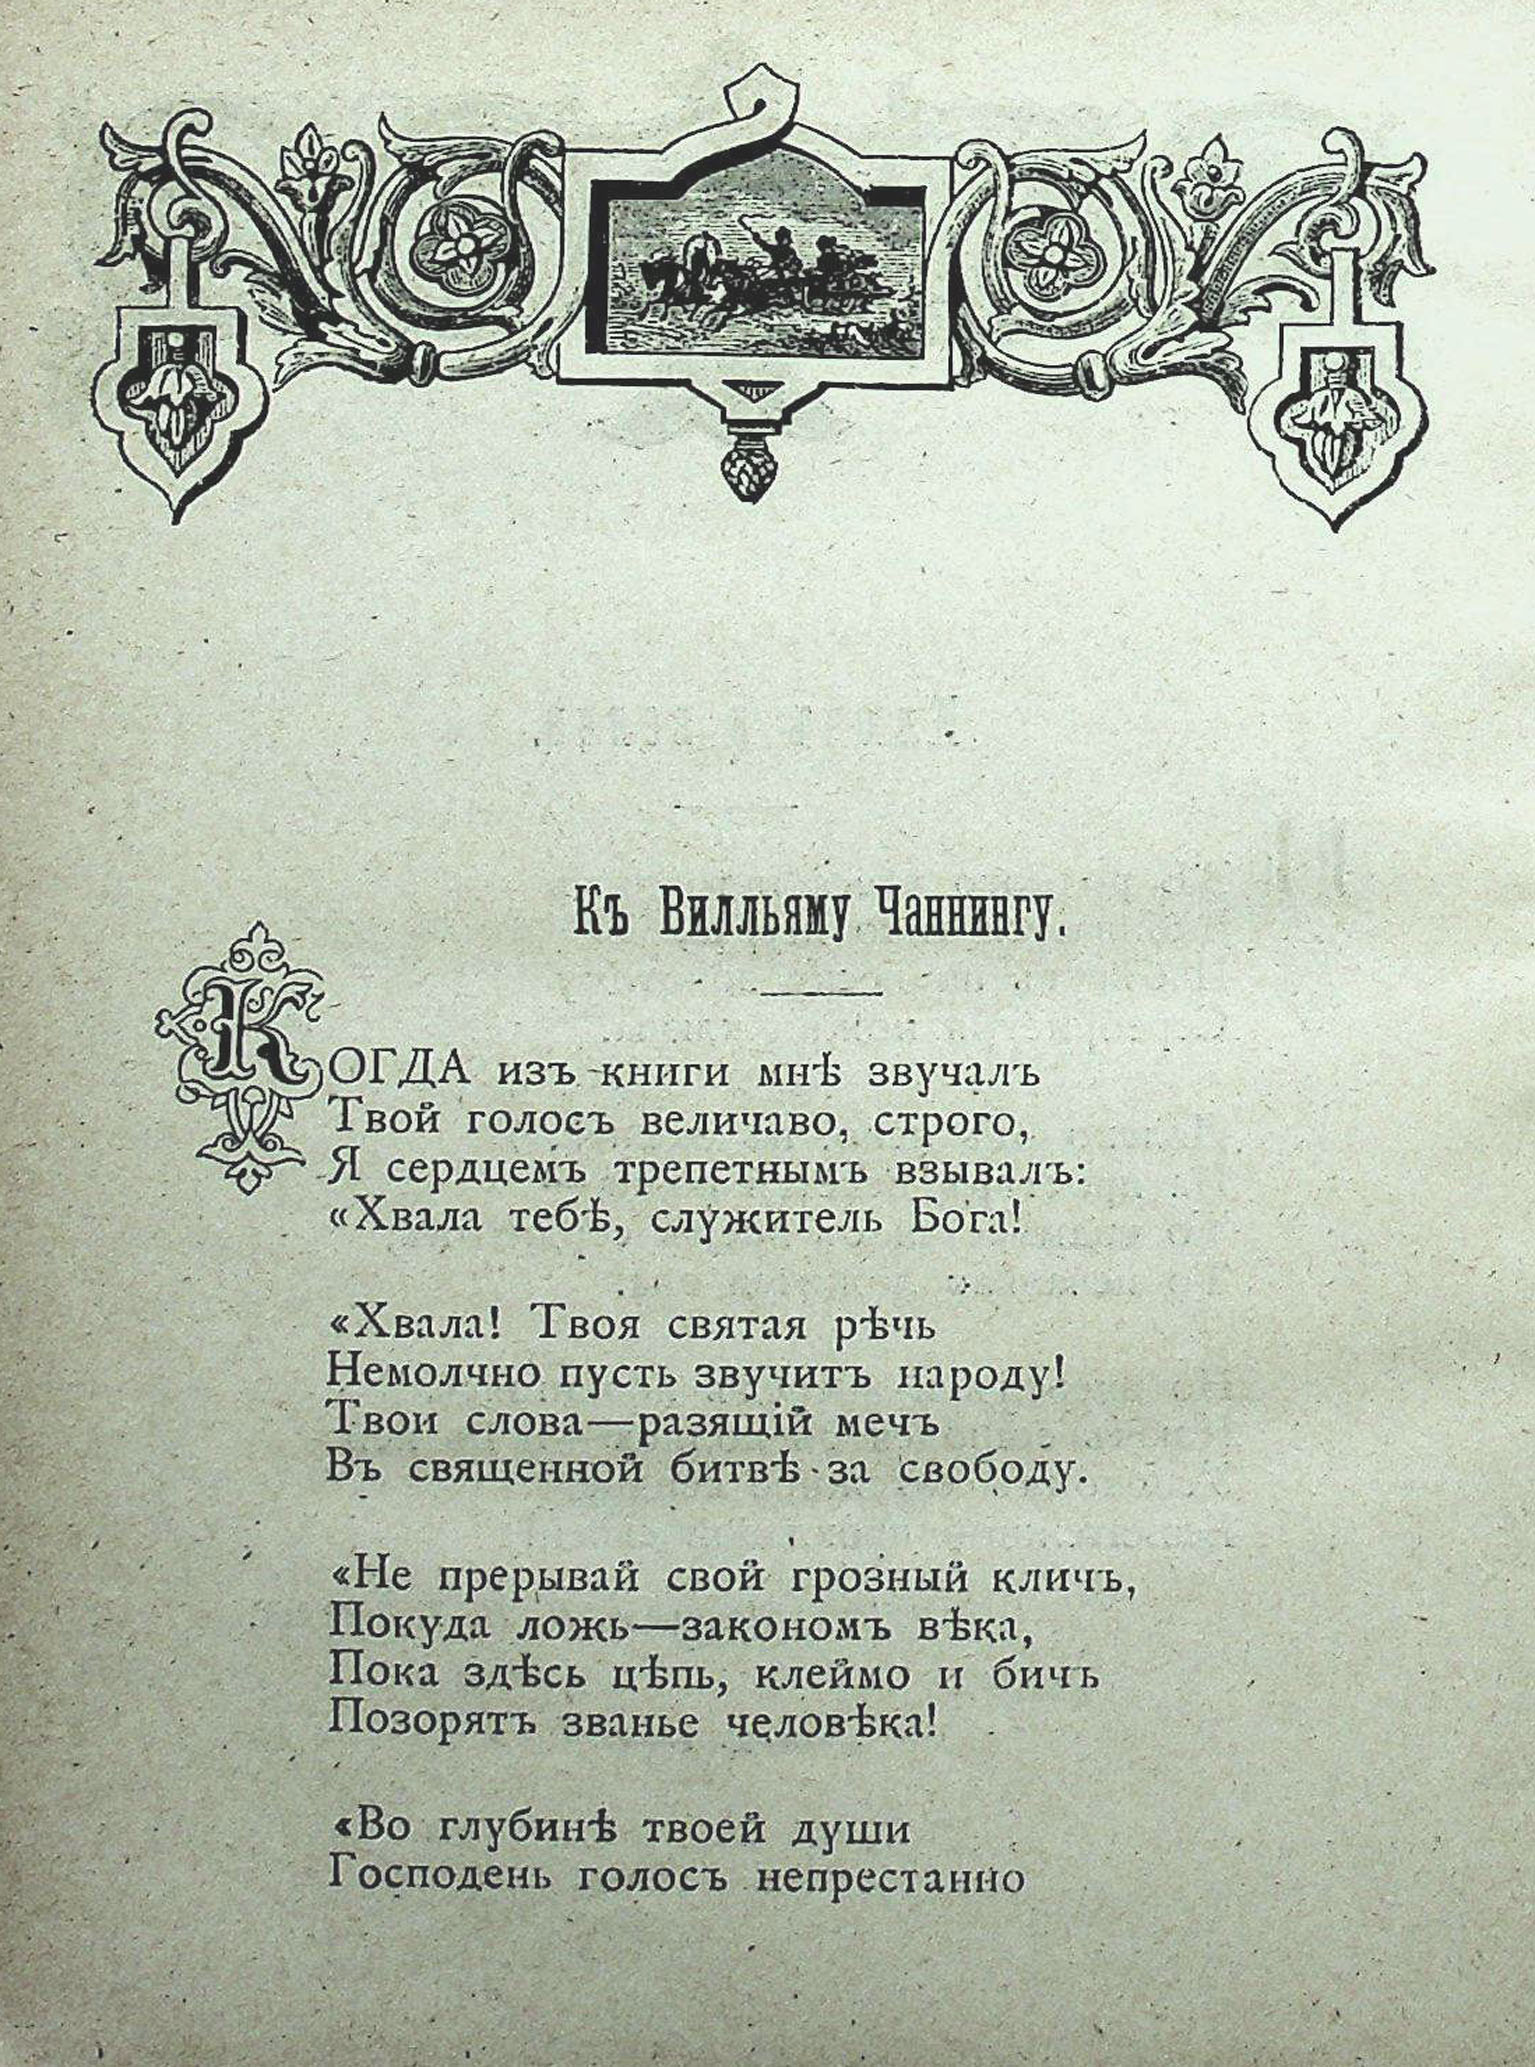 Къ Вилльяму Чаннингу.
КОГДА изъ книги мнѣ звучалъ
Твой голосъ величаво, строго,
Я сердцемъ трепетнымъ взывалъ:
«Хвала тебѣ, служитель Бога!
«Хвала! Твоя святая рѣчь
Немолчно пусть звучитъ народу!
Твои слова—разящій мечъ
Въ священной битвѣ за свободу.
«Не прерывай свой грозный кличъ,
Покуда ложь—закономъ вѣка,
Пока здѣсь цѣпь, клеймо и бичъ
Позорятъ званье человѣка!
«Во глубинѣ твоей души
Господень голосъ непрестанно